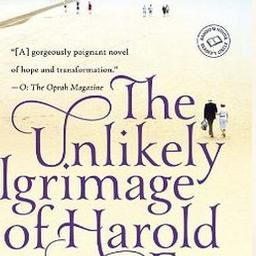 “[A] gorgeously poignant novel
of hope and transformation.”
—O: The Oprah Magazine
The
Unlikely
lgrimage
of Harold